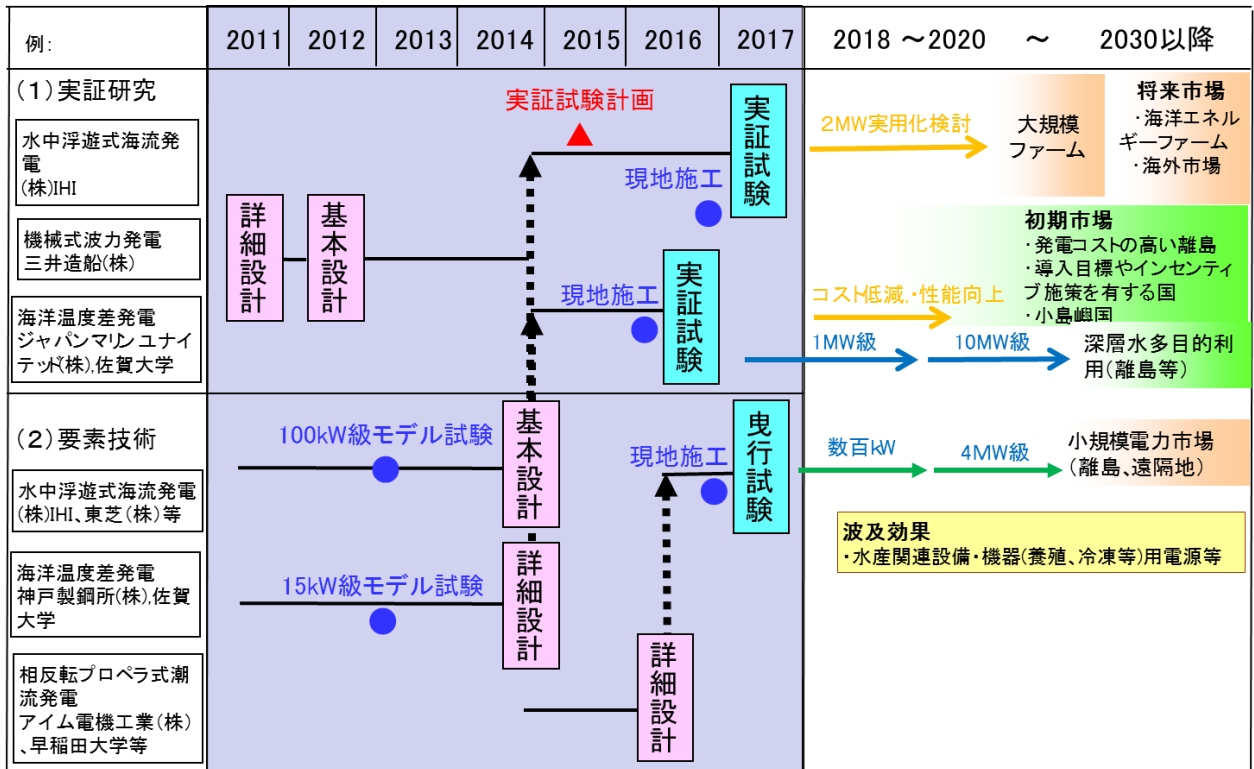 例:
2011
2012
2013
2014
2015
2016
2017
2018 ～2020 ～ 2030以降
(1)実証研究
水中浮遊式海流発
電
(株)IHI
機械式波力発電
三井造船(株)
海洋温度差発電
ジャパンマリンユナイ
テッド(株),佐賀大学
詳細設計
基本設計
実証試験計画
現地施工
実証試験
現地施工
実証試験
2MW実用化検討
大規模
ファーム
将来市場
・海洋エネル
ギーファーム
・海外市場
初期市場
・発電コストの高い離島
・導入目標やインセンティ
ブ施策を有する国
・小島嶼国
コスト低減,・性能向上
1MW級
10MW級
深層水多目的利
用(離島等)
(2)要素技術
水中浮遊式海流発電
(株)IHI、東芝(株)等
海洋温度差発電
神戸製鋼所(株),佐賀
大学
相反転プロペラ式潮
流発電
アイム電機工業(株)
、早稲田大学等
100kW級モデル試験
基本設計
現地施工
曳行試験
15kW級モデル試験
詳細設計
詳細設計
数百kW
4MW級
小規模電力市場
(離島、遠隔地)
波及効果
・水産関連設備・機器(養殖、冷凍等)用電源等